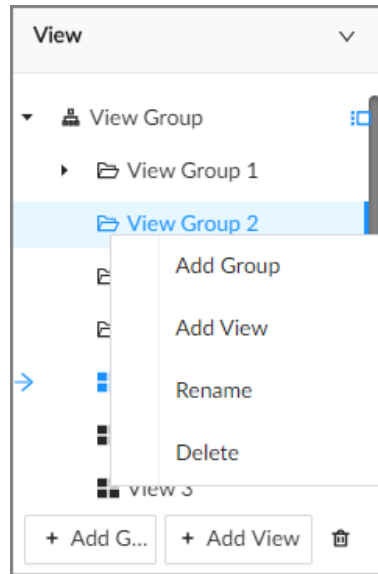 View
View Group
View Group 1
View Group 2
Add Group
Add View
Rename
Delete
View 3
+ Add G... + Add View